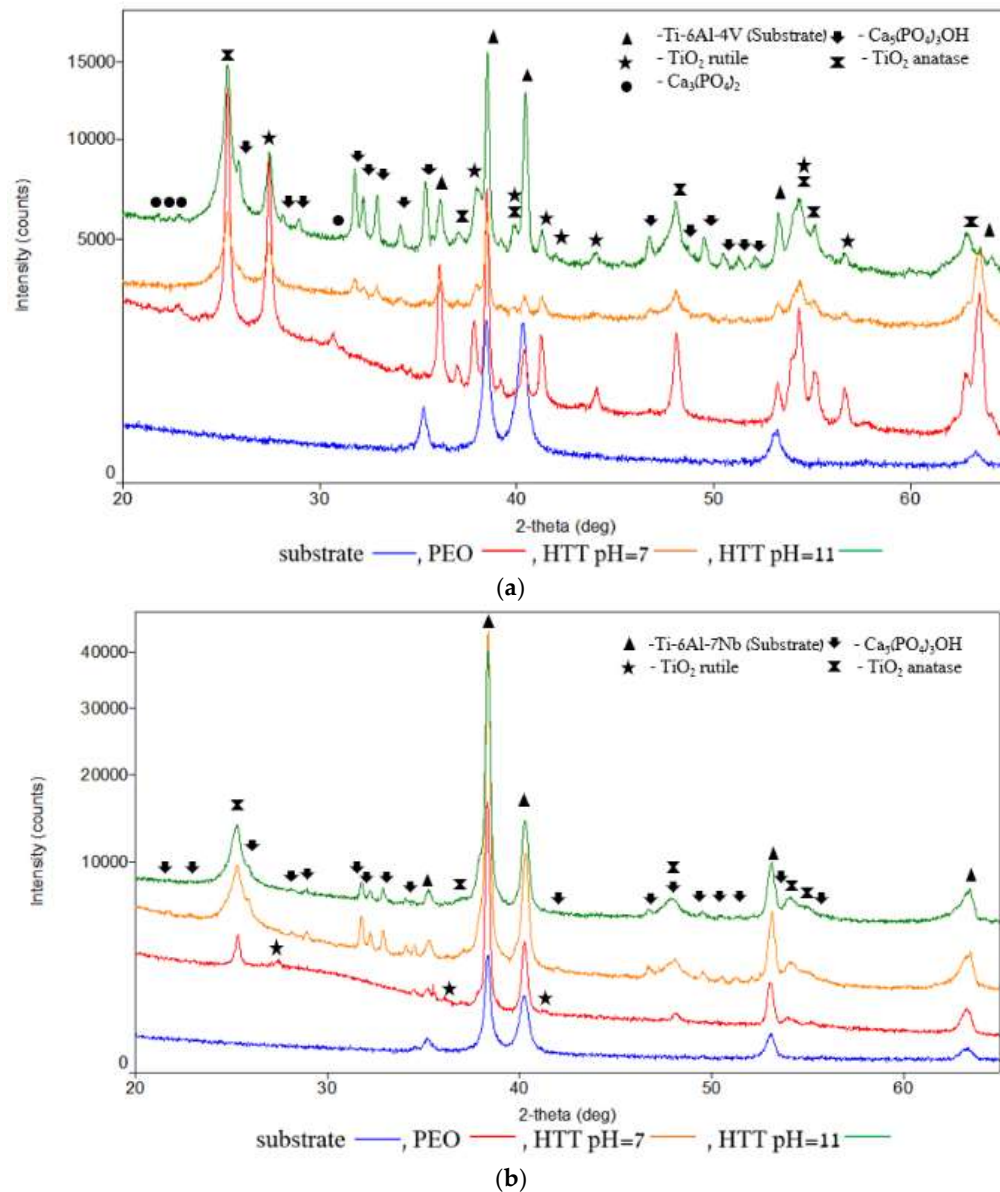 -Ti-6Al-4V (Substrate) - Ca₅(PO₄)₃OH
- TiO₂ rutile - TiO₂ anatase
- Ca₃(PO₄)₂
15000
10000
5000
0
Intensity (counts)
20 30 40 50 60
2-theta (deg)
substrate , PEO , HTT pH=7 , HTT pH=11
(a)
-Ti-6Al-7Nb (Substrate) - Ca₅(PO₄)₃OH
- TiO₂ rutile - TiO₂ anatase
40000
30000
20000
10000
0
Intensity (counts)
20 30 40 50 60
2-theta (deg)
substrate , PEO , HTT pH=7 , HTT pH=11
(b)